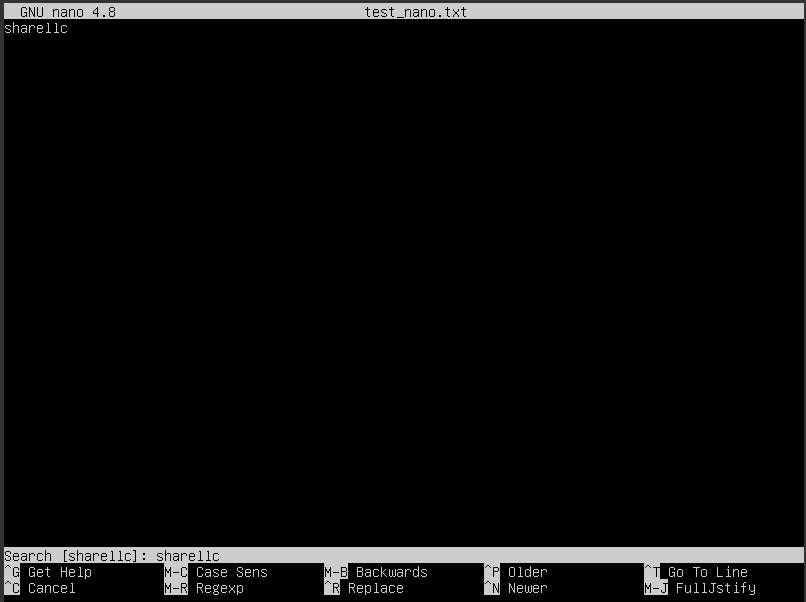 GNU nano 4.8 test_nano.txt
sharellc
Search [sharellc]: sharellc
^G Get Help M-C Case Sens M-B Backwards ^P Older ^T Go To Line
^C Cancel M-R Regexp ^R Replace ^N Newer M-J FullJstify